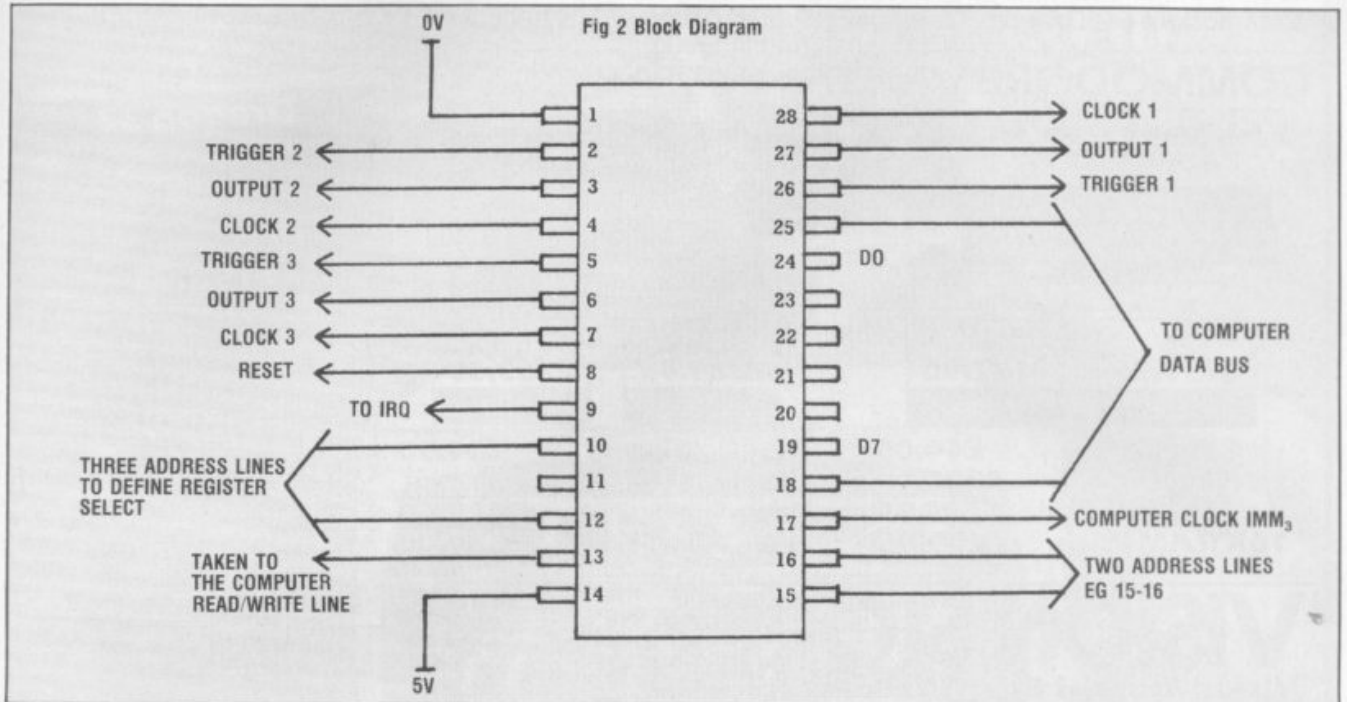 0V
Fig 2 Block Diagram
1
2
3
4
5
6
7
8
9
10
11
12
13
14
28
27
26
25
24
23
22
21
20
19
18
17
16
15
TRIGGER 2
OUTPUT 2
CLOCK 2
TRIGGER 3
OUTPUT 3
CLOCK 3
RESET
TO IRQ
THREE ADDRESS LINES
TO DEFINE REGISTER
SELECT
TAKEN TO
THE COMPUTER
READ/WRITE LINE
5V
CLOCK 1
OUTPUT 1
TRIGGER 1
D0
D7
TO COMPUTER
DATA BUS
COMPUTER CLOCK IMM₃
TWO ADDRESS LINES
EG 15-16